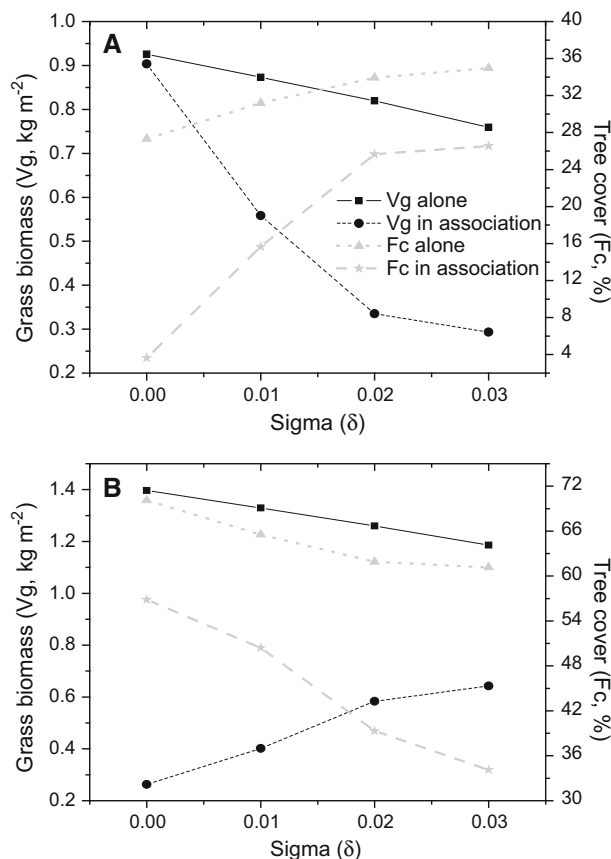 A
1.0
0.9
0.8
0.7
0.6
0.5
0.4
0.3
0.2
Grass biomass (Vg, kg m-2)
40
36
32
28
24
20
16
12
8
4
Tree cover (Fc, %)
Vg alone
Vg in association
Fc alone
Fc in association
0.00 0.01 0.02 0.03
Sigma (δ)
B
1.4
1.2
1.0
0.8
0.6
0.4
0.2
Grass biomass (Vg, kg m-2)
72
66
60
54
48
42
36
30
Tree cover (Fc, %)
0.00 0.01 0.02 0.03
Sigma (δ)